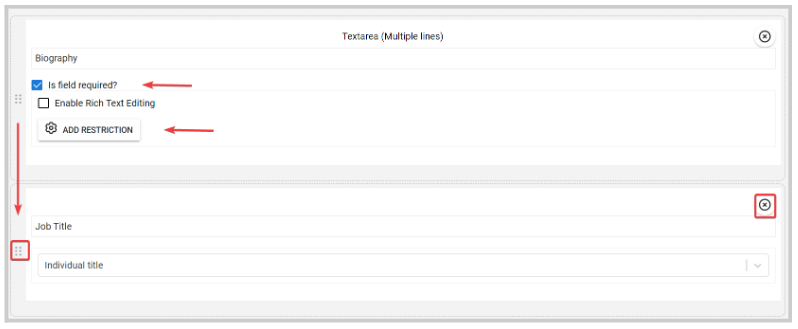 Textarea (Multiple lines)
Biography
Is field required?
Enable Rich Text Editing
ADD RESTRICTION
Job Title
Individual title